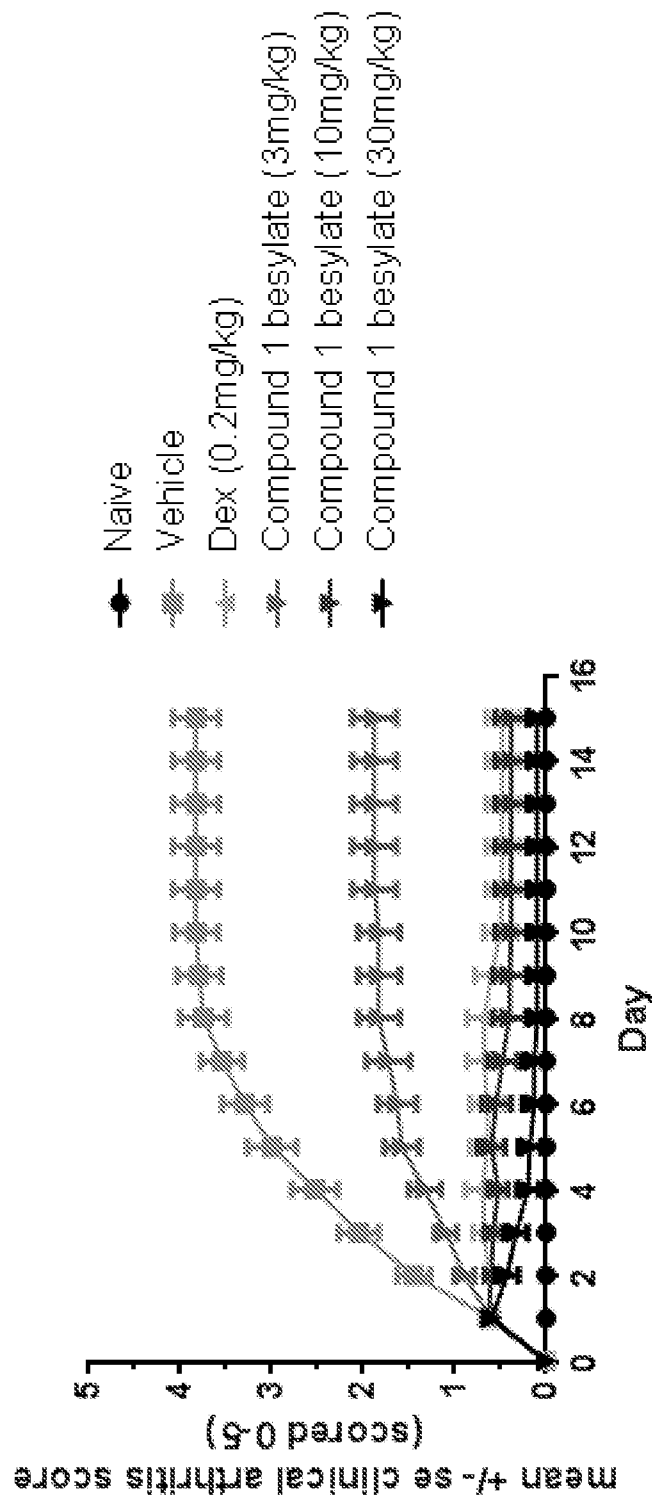 mean +/- se clinical arthritis score
(scored 0-5)
5
4
3
2
1
0
0 2 4 6 8 10 12 14 16
Day
Naive
Vehicle
Dex (0.2mg/kg)
Compound 1 besylate (3mg/kg)
Compound 1 besylate (10mg/kg)
Compound 1 besylate (30mg/kg)